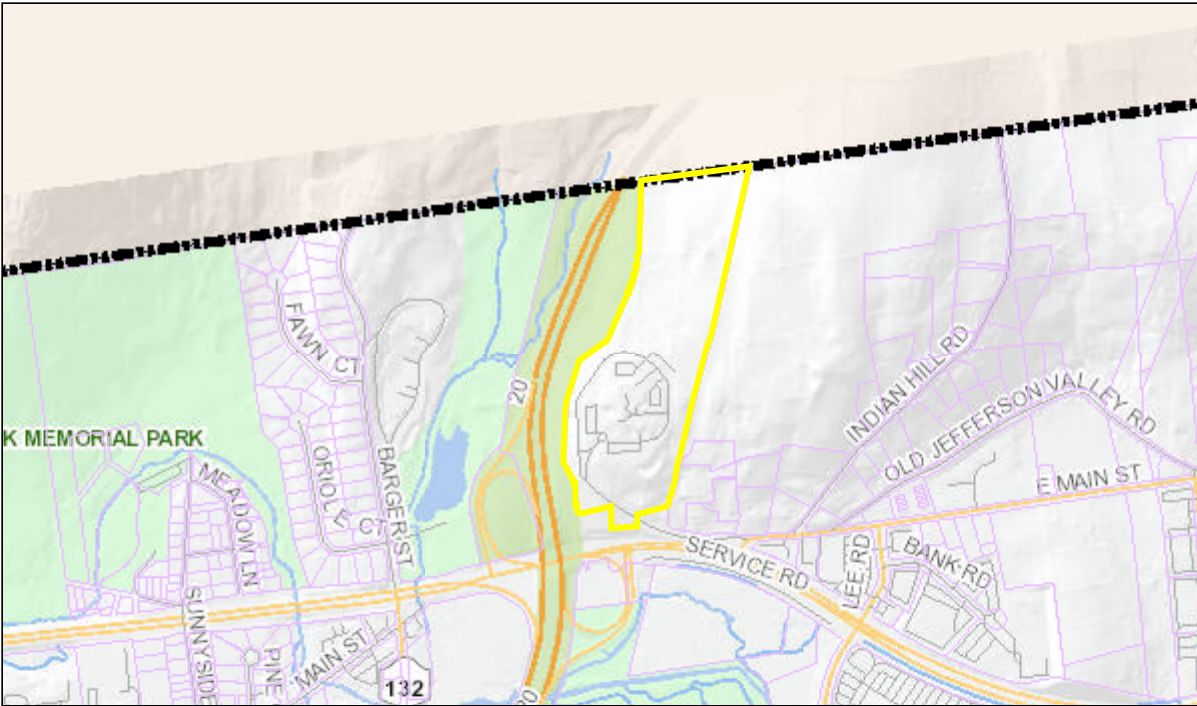 FAWN CT
20
K MEMORIAL PARK
MEADOW LN
ORIOLE CT
BARGER ST
INDIAN HILL RD
OLD JEFFERSON VALLEY RD
E MAIN ST
SERVICE RD
LEE RD
BANK RD
SUNNYSIDE
PINE
MAIN ST
132
20